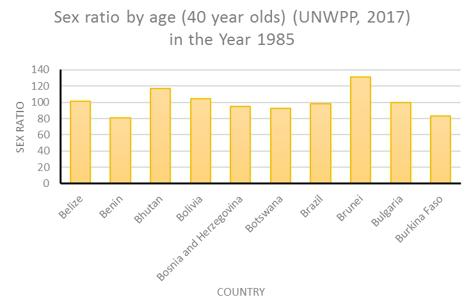 Sex ratio by age (40 year olds) (UNWPP, 2017)
in the Year 1985
140
120
100
80
60
40
20
0
SEX RATIO
Belize
Benin
Bhutan
Bolivia
Bosnia and Herzegovina
Botswana
Brazil
Brunei
Bulgaria
Burkina Faso
COUNTRY